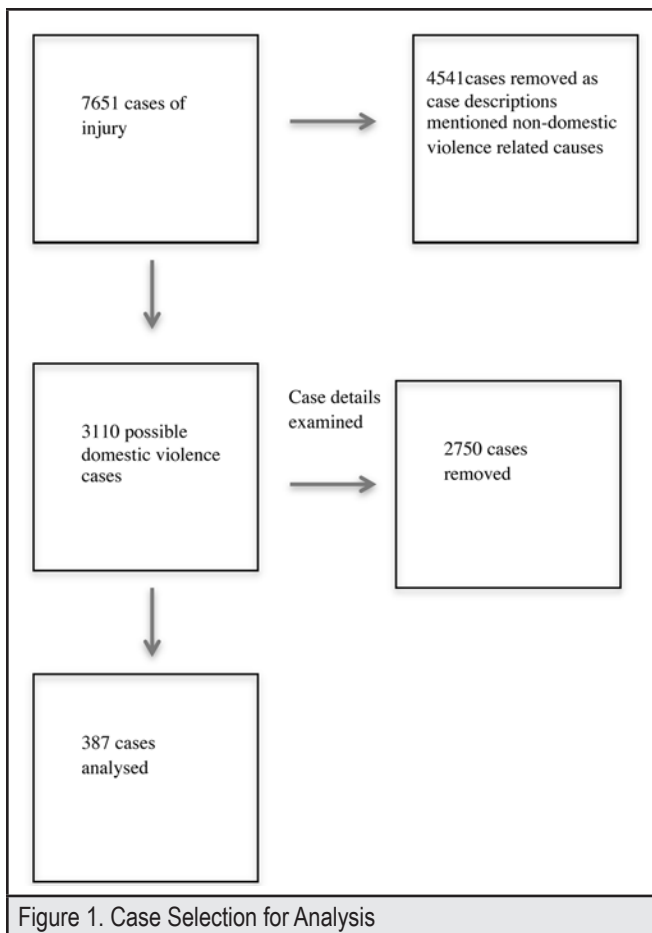 7651 cases of
injury
4541cases removed as
case descriptions
mentioned non-domestic
violence related causes
3110 possible
domestic violence
cases
Case details
examined
2750 cases
removed
387 cases
analysed
Figure 1. Case Selection for Analysis